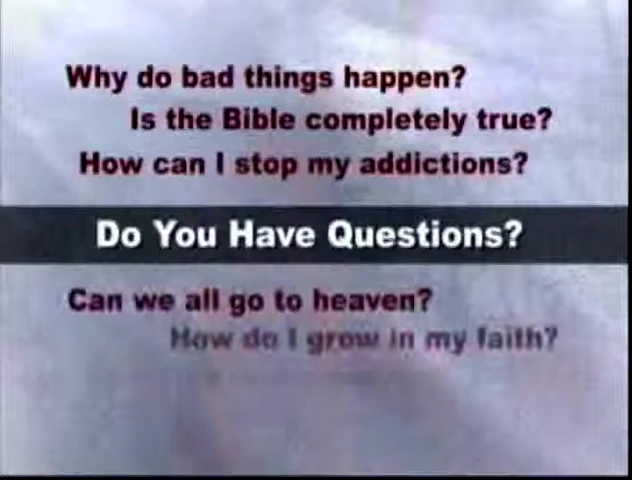 Why do bad things happen?
Is the Bible completely true?
How can I stop my addictions?
Do You Have Questions?
Can we all go to heaven?
How do I grow in my faith?